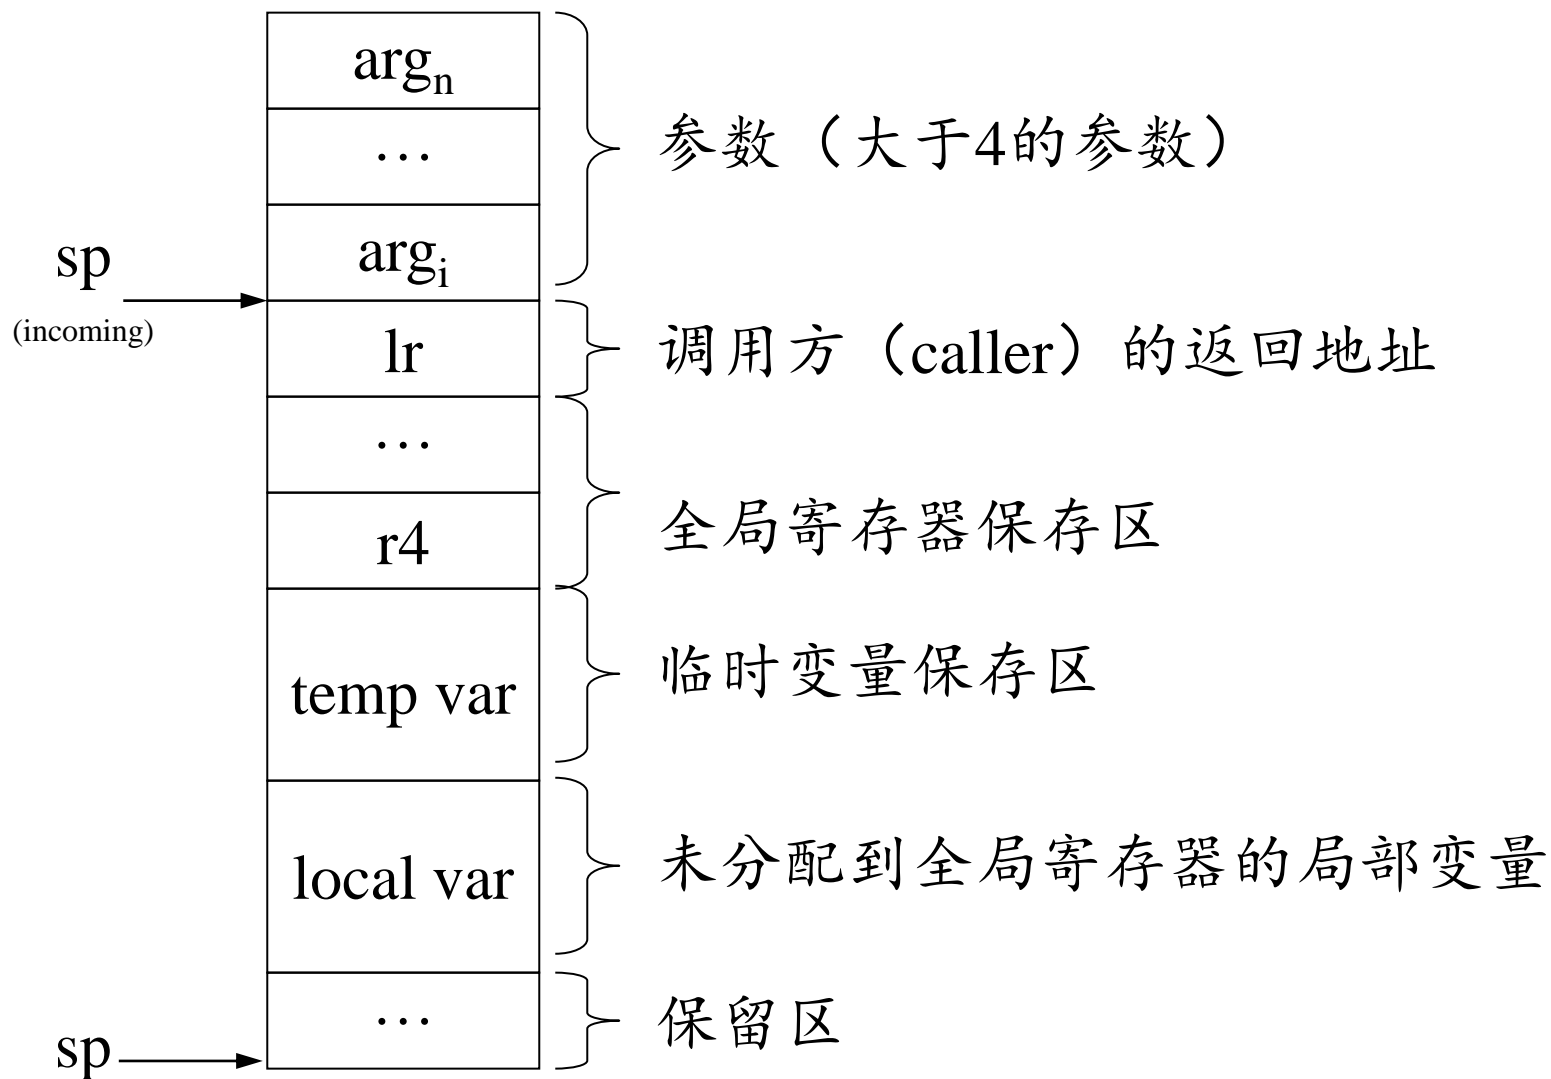 argn
… 参数（大于4的参数）
argi
sp
(incoming)
lr 调用方（caller）的返回地址
…
r4 全局寄存器保存区
temp var 临时变量保存区
local var 未分配到全局寄存器的局部变量
… 保留区
sp